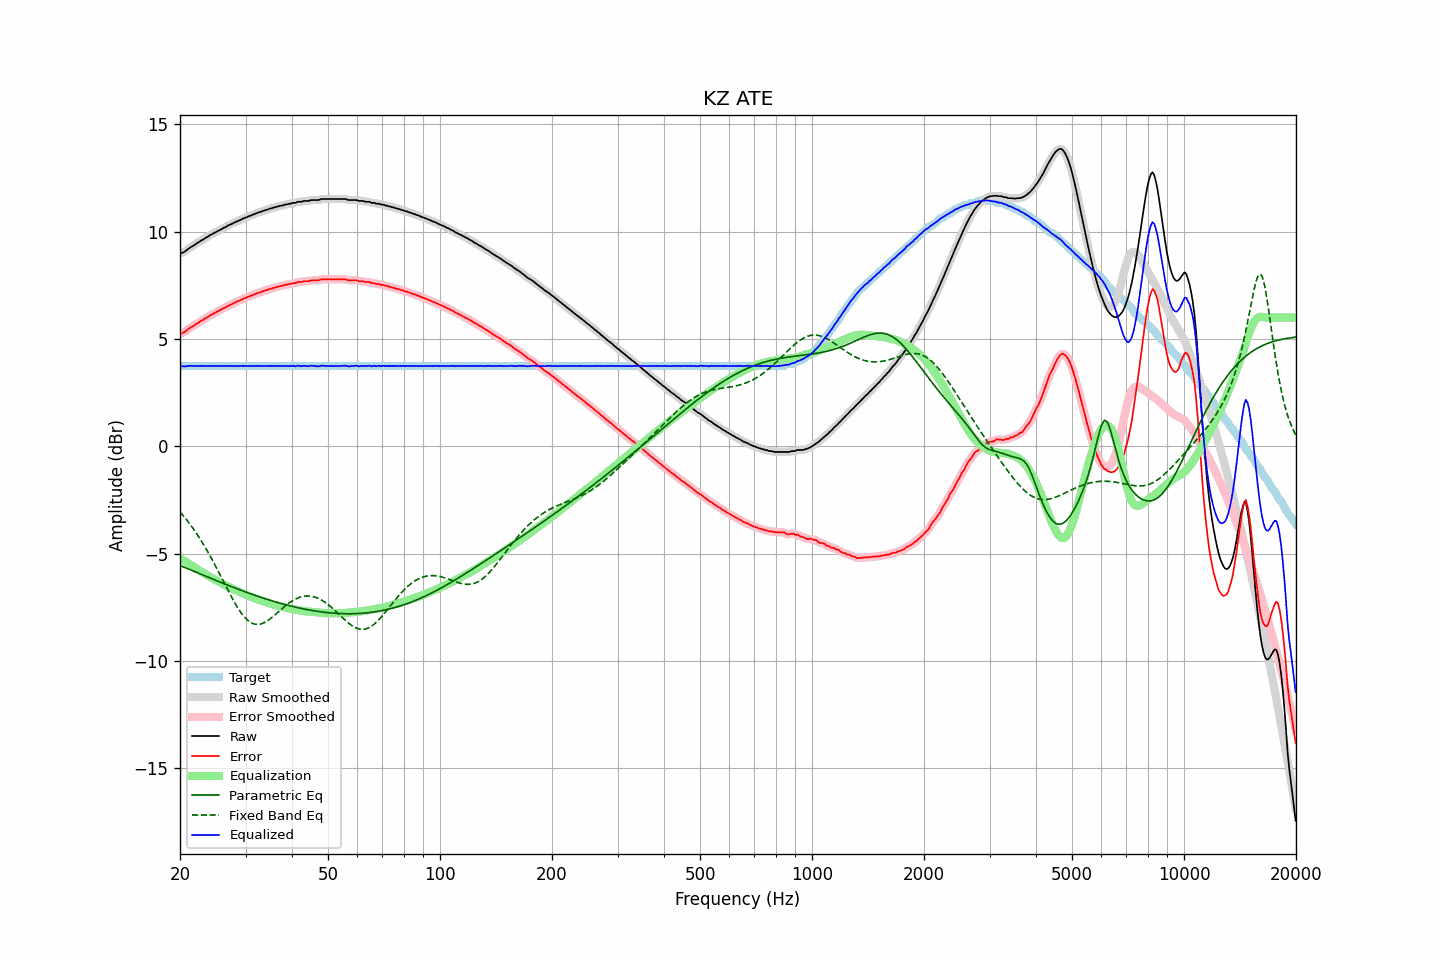 KZ ATE
15
10
5
0
−5
−10
−15
Amplitude (dBr)
Target
Raw Smoothed
Error Smoothed
Raw
Error
Equalization
Parametric Eq
Fixed Band Eq
Equalized
20 50 100 200 500 1000 2000 5000 10000 20000
Frequency (Hz)